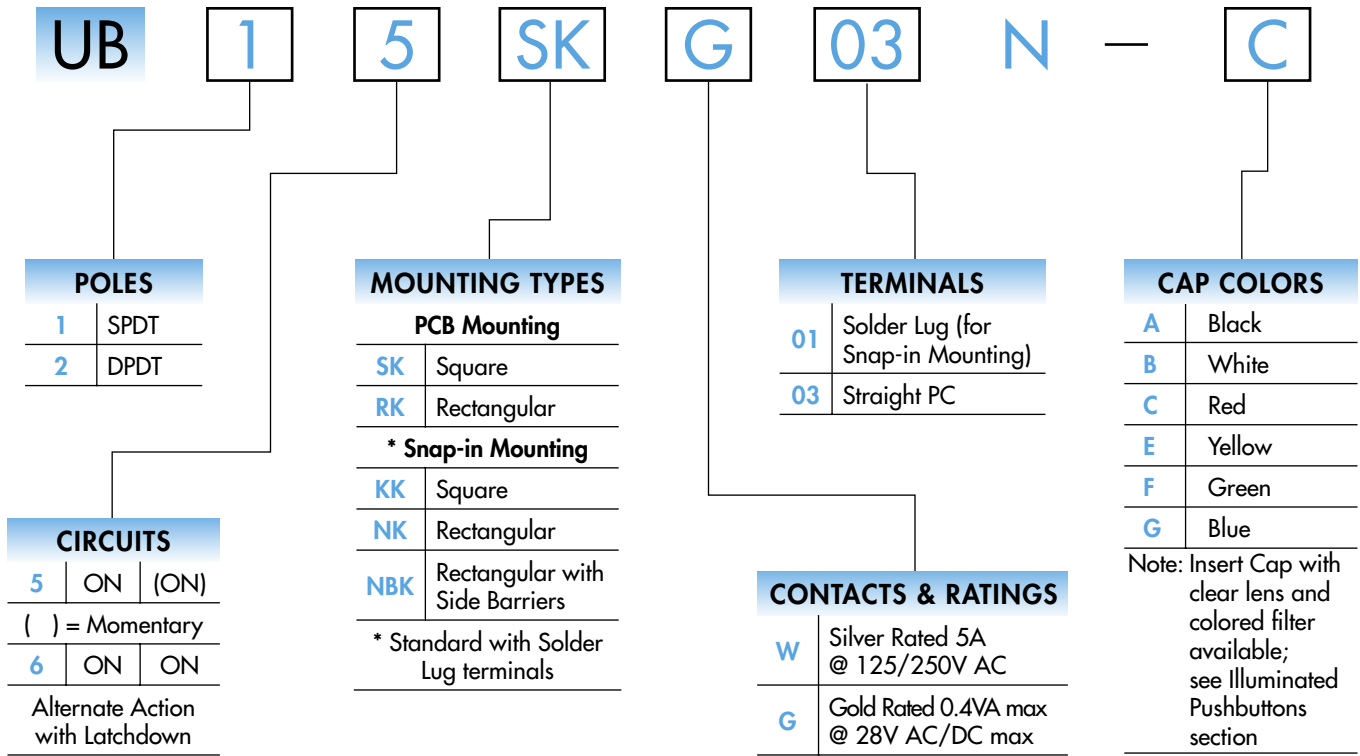 UB 1 5 SK G 03 N — C
POLES
1 SPDT
2 DPDT
CIRCUITS
5 ON (ON)
( ) = Momentary
6 ON ON
Alternate Action
with Latchdown
MOUNTING TYPES
PCB Mounting
SK Square
RK Rectangular
* Snap-in Mounting
KK Square
NK Rectangular
NBK Rectangular with
Side Barriers
* Standard with Solder
Lug terminals
TERMINALS
01 Solder Lug (for
Snap-in Mounting)
03 Straight PC
CONTACTS & RATINGS
W Silver Rated 5A
@ 125/250V AC
G Gold Rated 0.4VA max
@ 28V AC/DC max
CAP COLORS
A Black
B White
C Red
E Yellow
F Green
G Blue
Note: Insert Cap with
clear lens and
colored filter
available;
see Illuminated
Pushbuttons
section